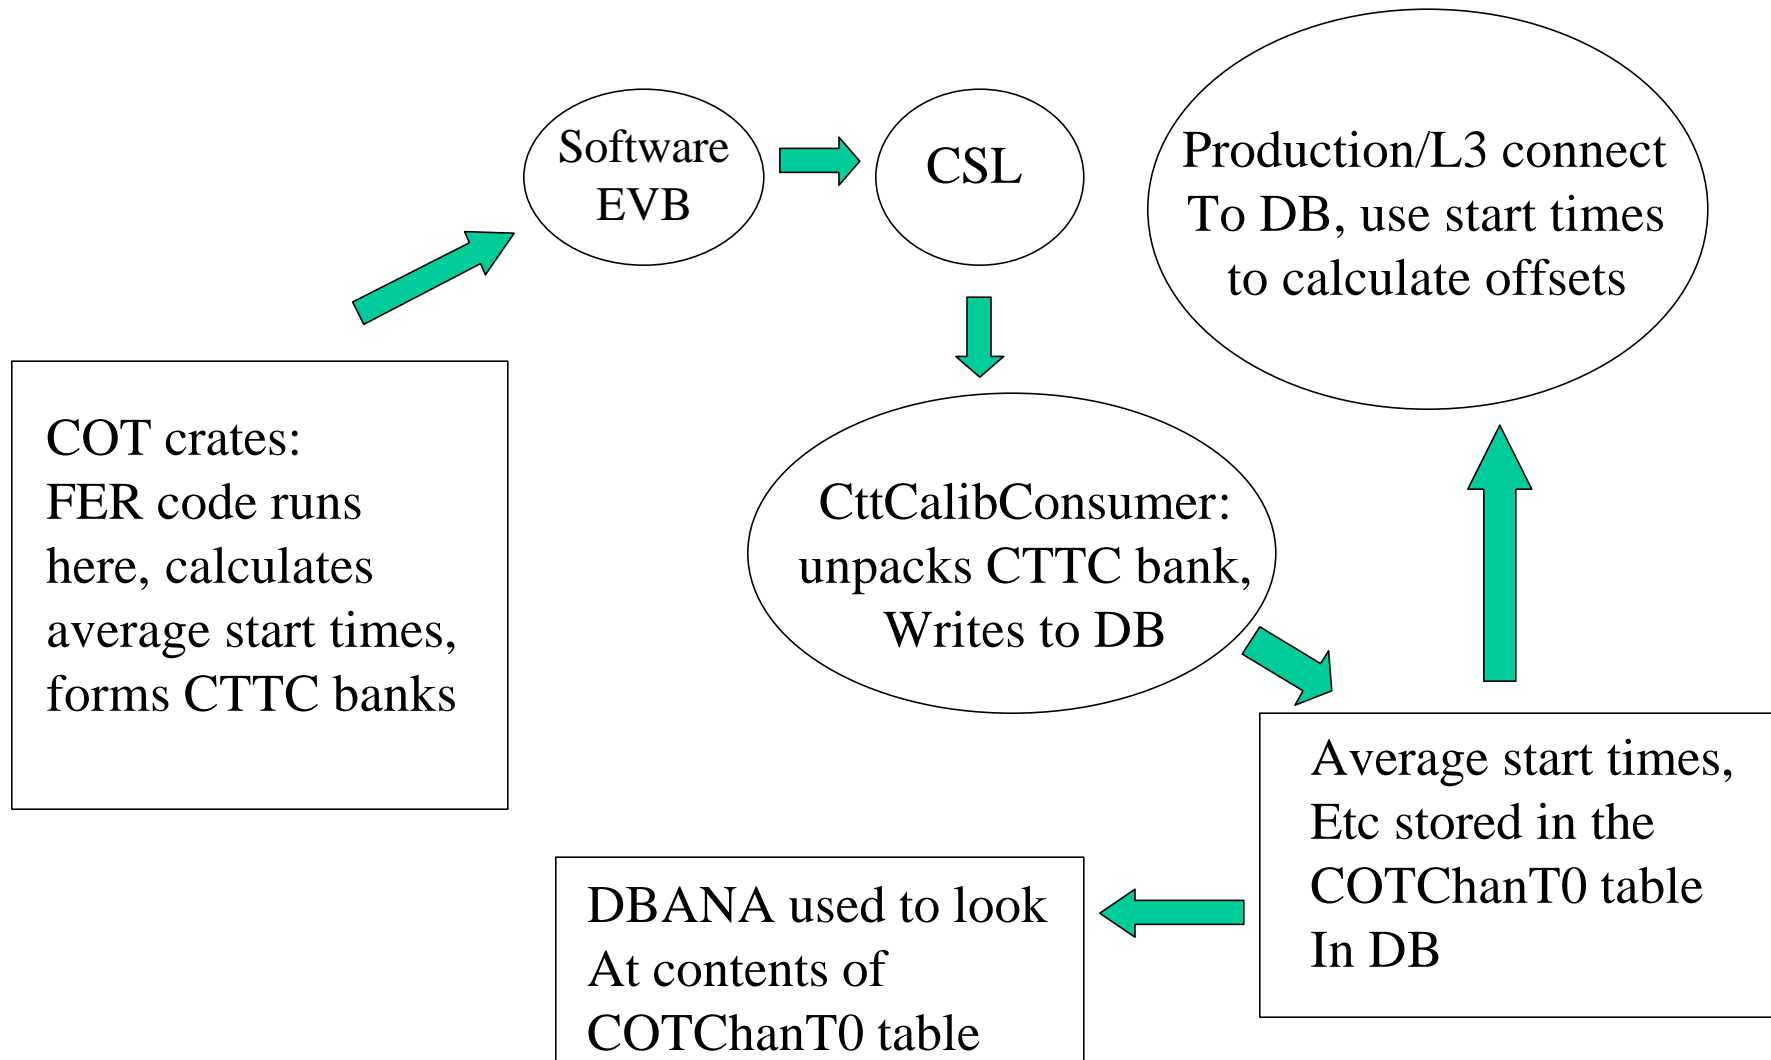 Software
EVB
CSL
Production/L3 connect
To DB, use start times
to calculate offsets
COT crates:
FER code runs
here, calculates
average start times,
forms CTTC banks
CttCalibConsumer:
unpacks CTTC bank,
Writes to DB
Average start times,
Etc stored in the
COTChanT0 table
In DB
DBANA used to look
At contents of
COTChanT0 table